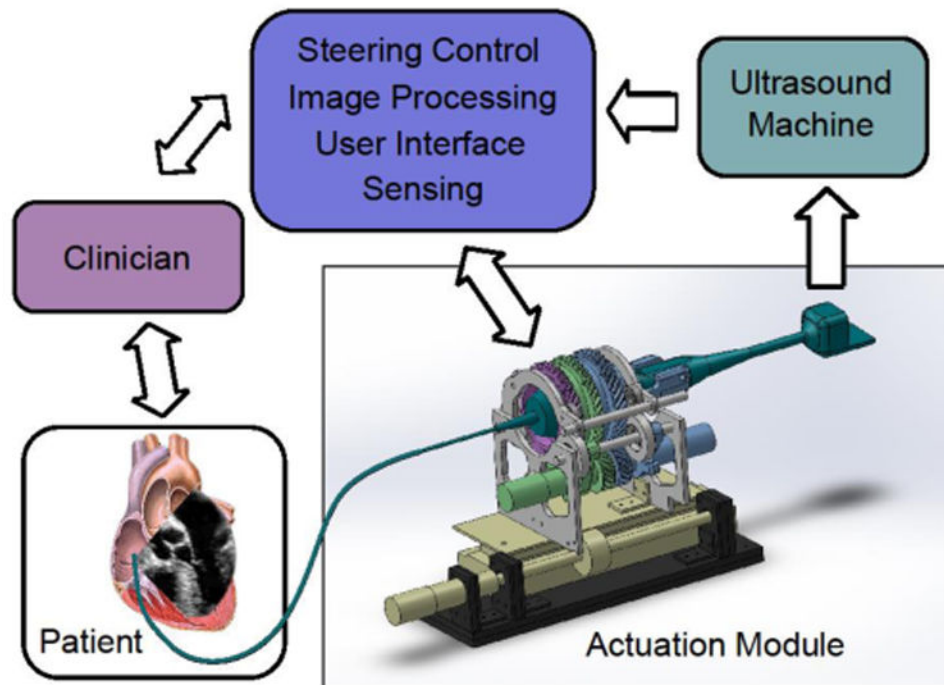 Steering Control
Image Processing
User Interface
Sensing
Ultrasound
Machine
Clinician
Patient
Actuation Module